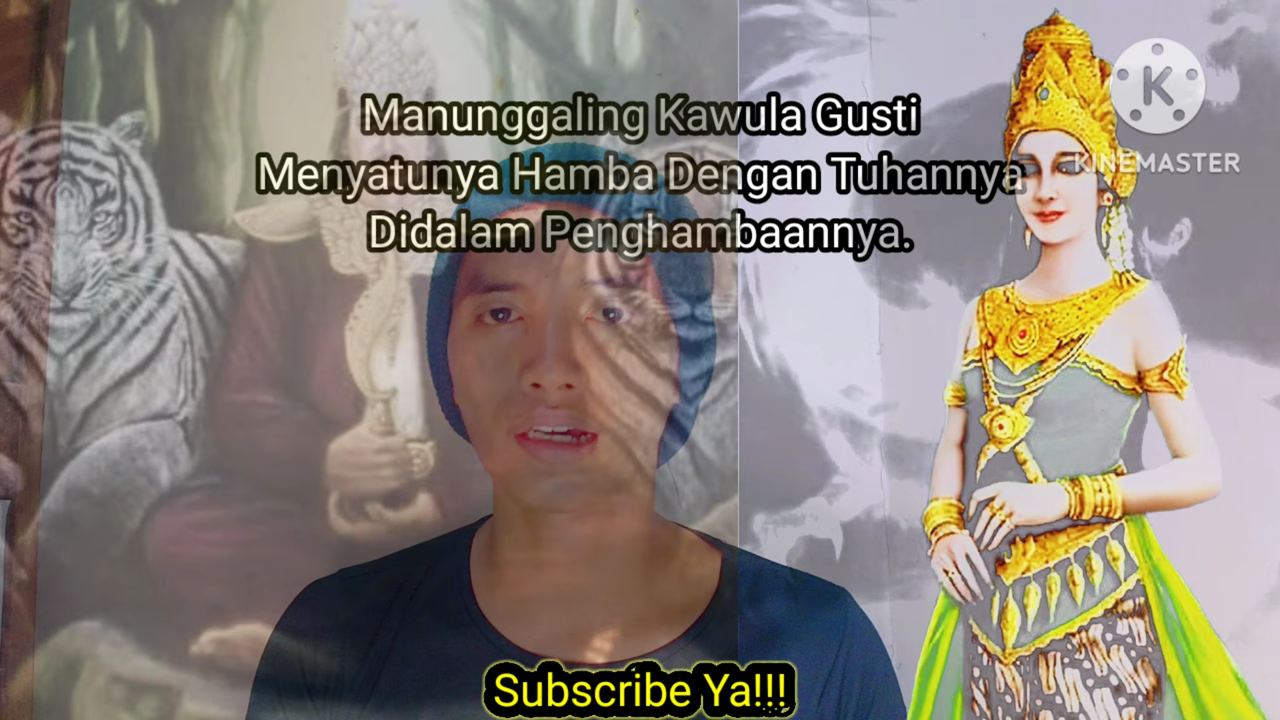 Manunggaling Kawula Gusti
Menyatunya Hamba Dengan Tuhannya
Didalam Penghambaannya.
K
KINEMASTER
Subscribe Ya!!!